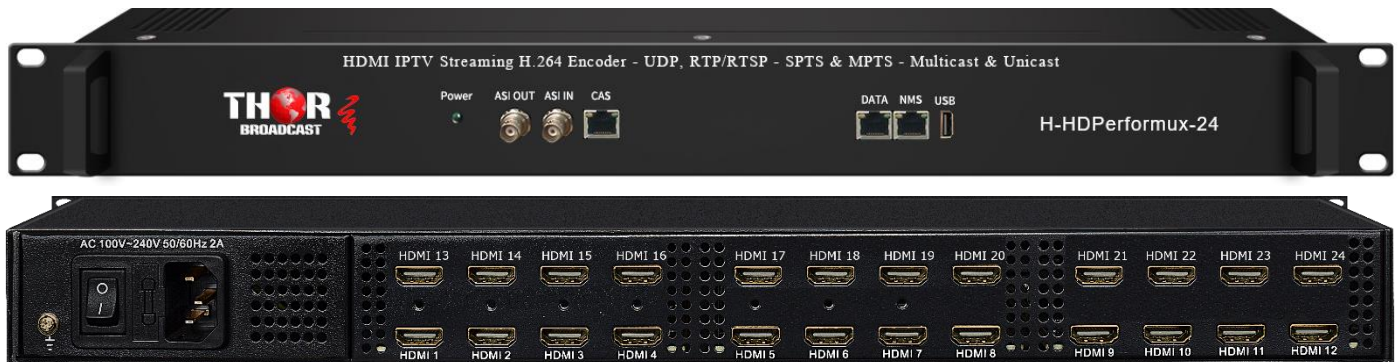 HDMI IPTV Streaming H.264 Encoder - UDP, RTP/RTSP - SPTS & MPTS - Multicast & Unicast
THOR
BROADCAST
Power ASI OUT ASI IN CAS
DATA NMS USB
H-HDPerformux-24
AC 100V~240V 50/60Hz 2A
HDMI 13 HDMI 14 HDMI 15 HDMI 16 HDMI 17 HDMI 18 HDMI 19 HDMI 20 HDMI 21 HDMI 22 HDMI 23 HDMI 24
HDMI 1 HDMI 2 HDMI 3 HDMI 4 HDMI 5 HDMI 6 HDMI 7 HDMI 8 HDMI 9 HDMI 10 HDMI 11 HDMI 12